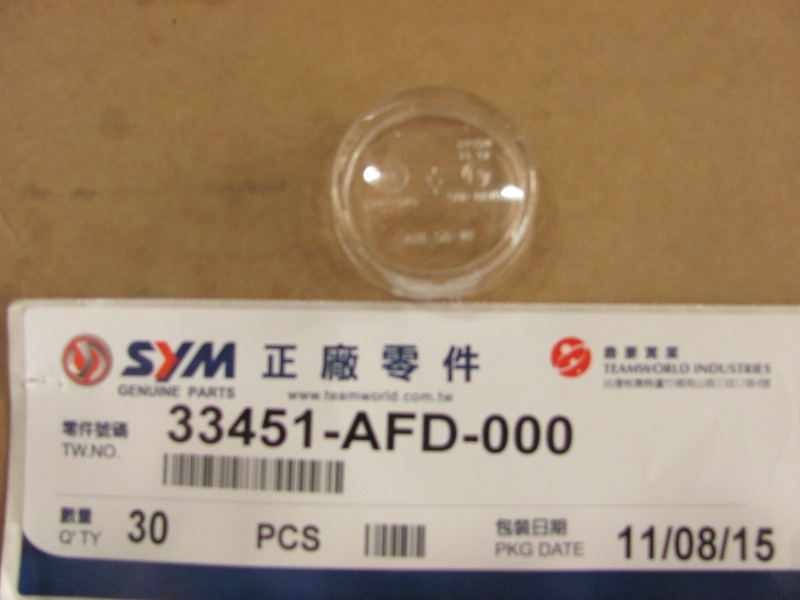 SYM 正廠零件
GENUINE PARTS
TEAMWORLD INDUSTRIES
www.teamworld.com.tw
零件號碼
TW.NO.
33451-AFD-000
數量
Q'TY
30
PCS
包裝日期
PKG DATE
11/08/15